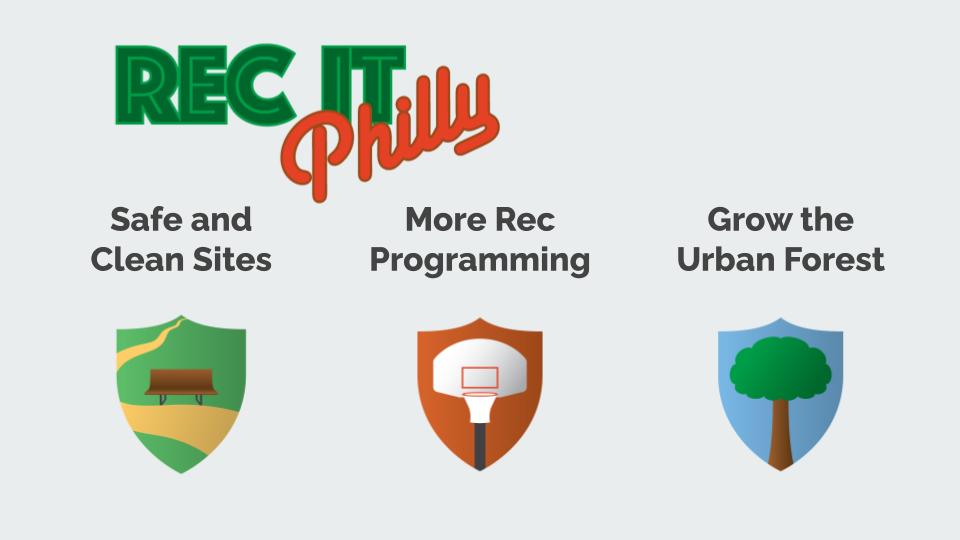 REC IT
Philly
Safe and
Clean Sites
More Rec
Programming
Grow the
Urban Forest